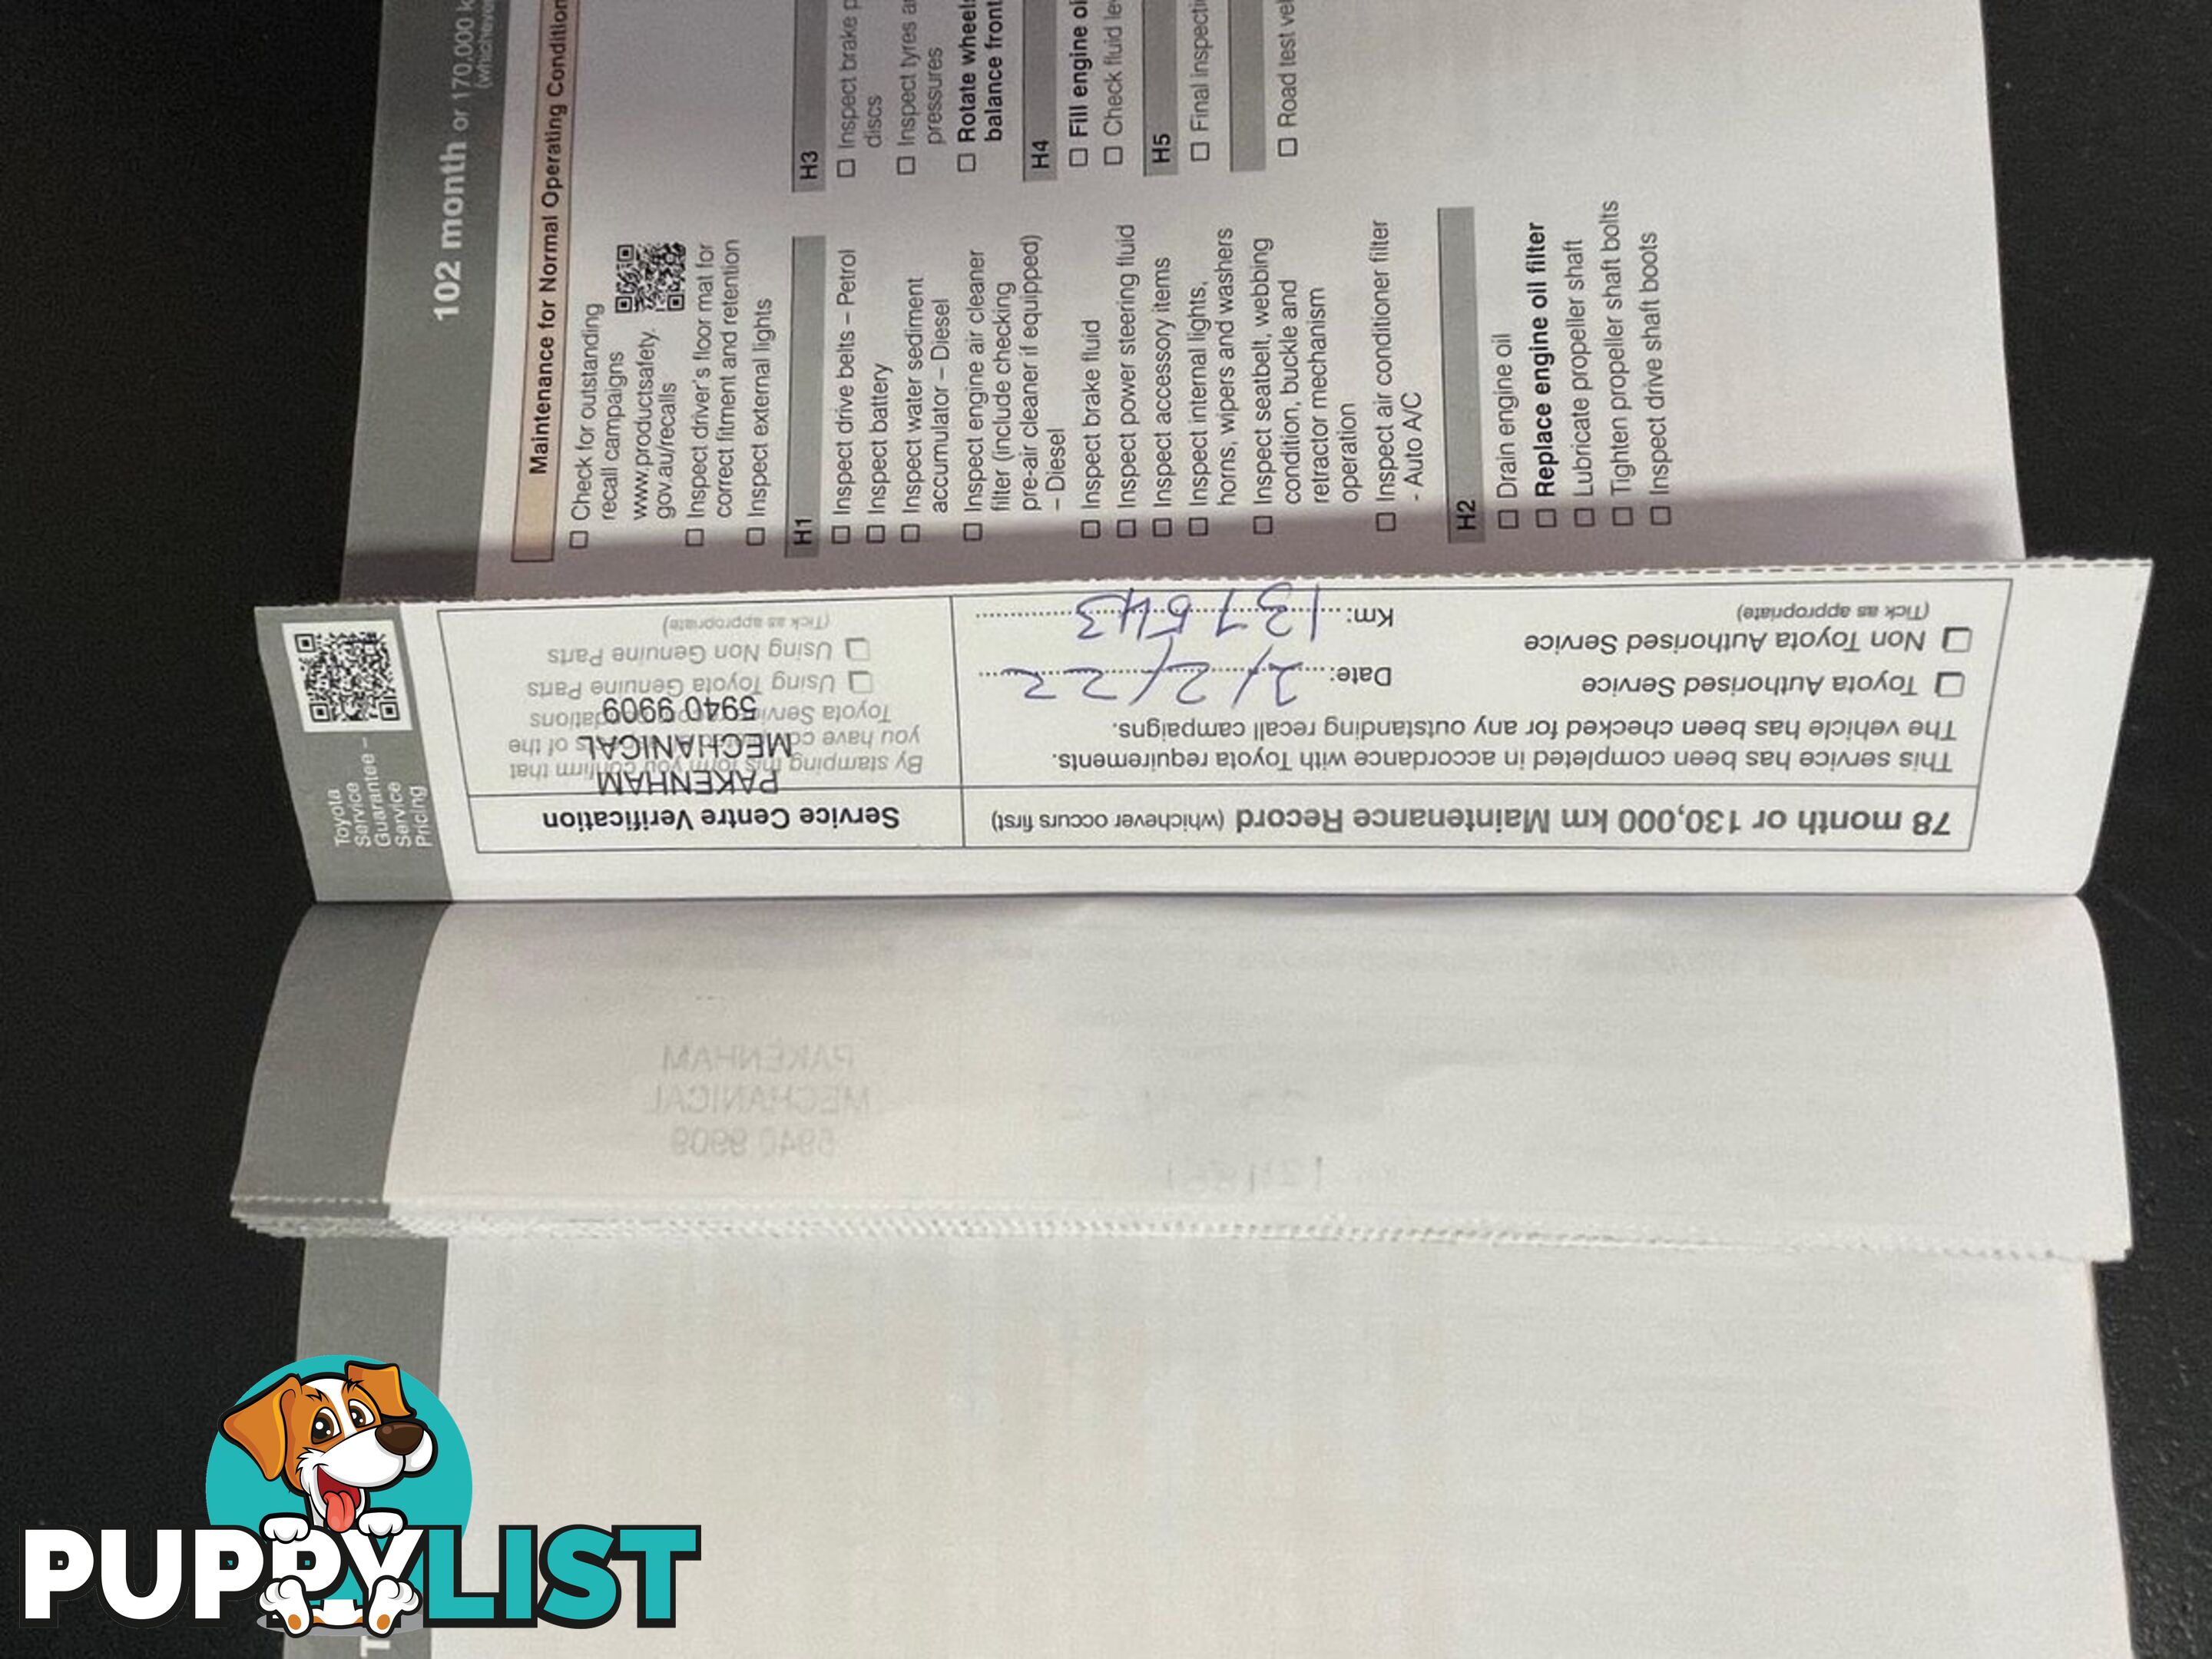 102 month or 170,000 k
(whichever
Maintenance for Normal Operating Condition
☐ Check for outstanding
recall campaigns
www.productsafety.
gov.au/recalls
☐ Inspect driver's floor mat for
correct fitment and retention
☐ Inspect external lights
H1
☐ Inspect drive belts – Petrol
☐ Inspect battery
☐ Inspect water sediment
accumulator – Diesel
☐ Inspect engine air cleaner
filter (include checking
pre-air cleaner if equipped)
– Diesel
☐ Inspect brake fluid
☐ Inspect power steering fluid
☐ Inspect accessory items
☐ Inspect internal lights,
horns, wipers and washers
☐ Inspect seatbelt, webbing
condition, buckle and
retractor mechanism
operation
☐ Inspect air conditioner filter
- Auto A/C
H2
☐ Drain engine oil
☐ Replace engine oil filter
☐ Lubricate propeller shaft
☐ Tighten propeller shaft bolts
☐ Inspect drive shaft boots
H3
☐ Inspect brake p
discs
☐ Inspect tyres a
pressures
☐ Rotate wheels
balance front
H4
☐ Fill engine oi
☐ Check fluid le
H5
☐ Final inspecti
☐ Road test veh
78 month or 130,000 km Maintenance Record (whichever occurs first)
This service has been completed in accordance with Toyota requirements.
The vehicle has been checked for any outstanding recall campaigns.
☐ Toyota Authorised Service
☐ Non Toyota Authorised Service
(Tick as appropriate)
Date: 2/2/22
Km: 137543
Service Centre Verification
By stamping this form you confirm that
you have of the
Toyota Service
☐ Using Toyota Genuine Parts
☐ Using Non Genuine Parts
(Tick as appropriate)
PAKENHAM
MECHANICAL
5940 9909
Toyota
Service
Guarantee –
Service
Pricing
PAKENHAM
MECHANICAL
5940 9909
T
PUPPYLIST